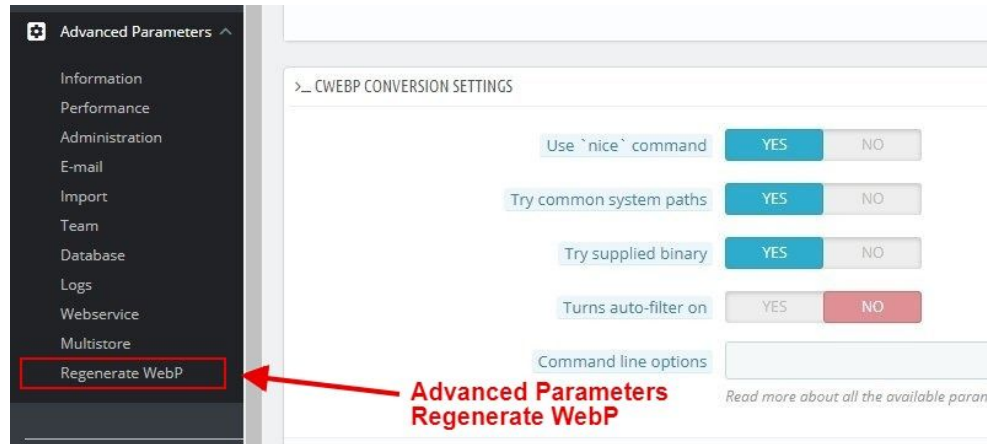 Advanced Parameters
Information
Performance
Administration
E-mail
Import
Team
Database
Logs
Webservice
Multistore
Regenerate WebP
>_ CWEBP CONVERSION SETTINGS
Use `nice` command YES NO
Try common system paths YES NO
Try supplied binary YES NO
Turns auto-filter on YES NO
Command line options
Read more about all the available
Advanced Parameters
Regenerate WebP